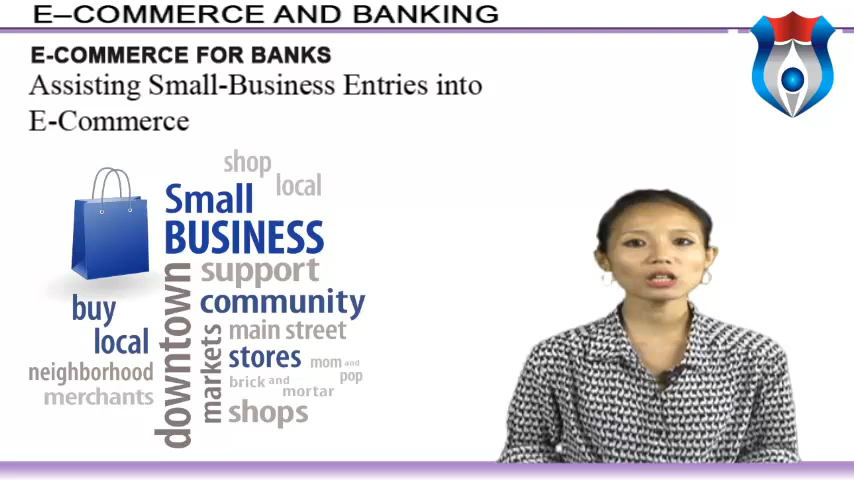 E–COMMERCE AND BANKING
E-COMMERCE FOR BANKS
Assisting Small-Business Entries into
E-Commerce
shop
local
Small
BUSINESS
support
community
downtown
markets
main street
stores
mom and
pop
brick and
mortar
shops
buy
local
neighborhood
merchants